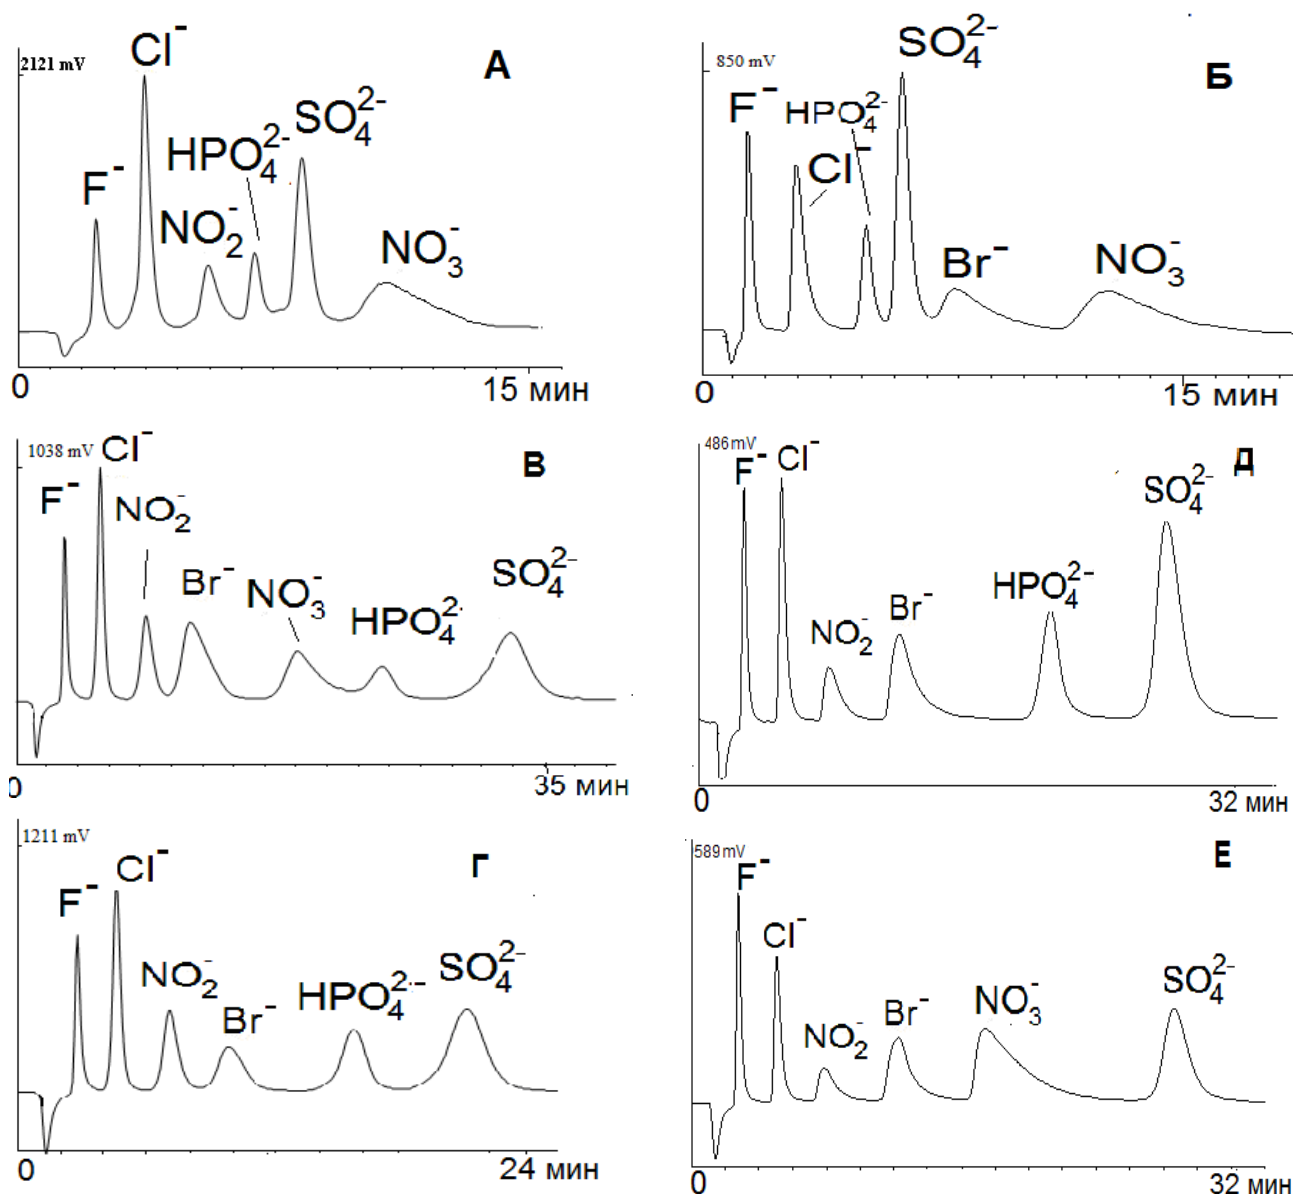 А
2121 mV
Cl⁻
F⁻
NO₂⁻
HPO₄²⁻
SO₄²⁻
NO₃⁻
0
15 мин
Б
850 mV
F⁻
HPO₄²⁻
Cl⁻
SO₄²⁻
Br⁻
NO₃⁻
0
15 мин
В
1038 mV
F⁻
Cl⁻
NO₂⁻
Br⁻
NO₃⁻
HPO₄²⁻
SO₄²⁻
0
35 мин
Д
486 mV
F⁻
Cl⁻
NO₂⁻
Br⁻
HPO₄²⁻
SO₄²⁻
0
32 мин
Г
1211 mV
F⁻
Cl⁻
NO₂⁻
Br⁻
HPO₄²⁻
SO₄²⁻
0
24 мин
Е
589 mV
F⁻
Cl⁻
NO₂⁻
Br⁻
NO₃⁻
SO₄²⁻
0
32 мин